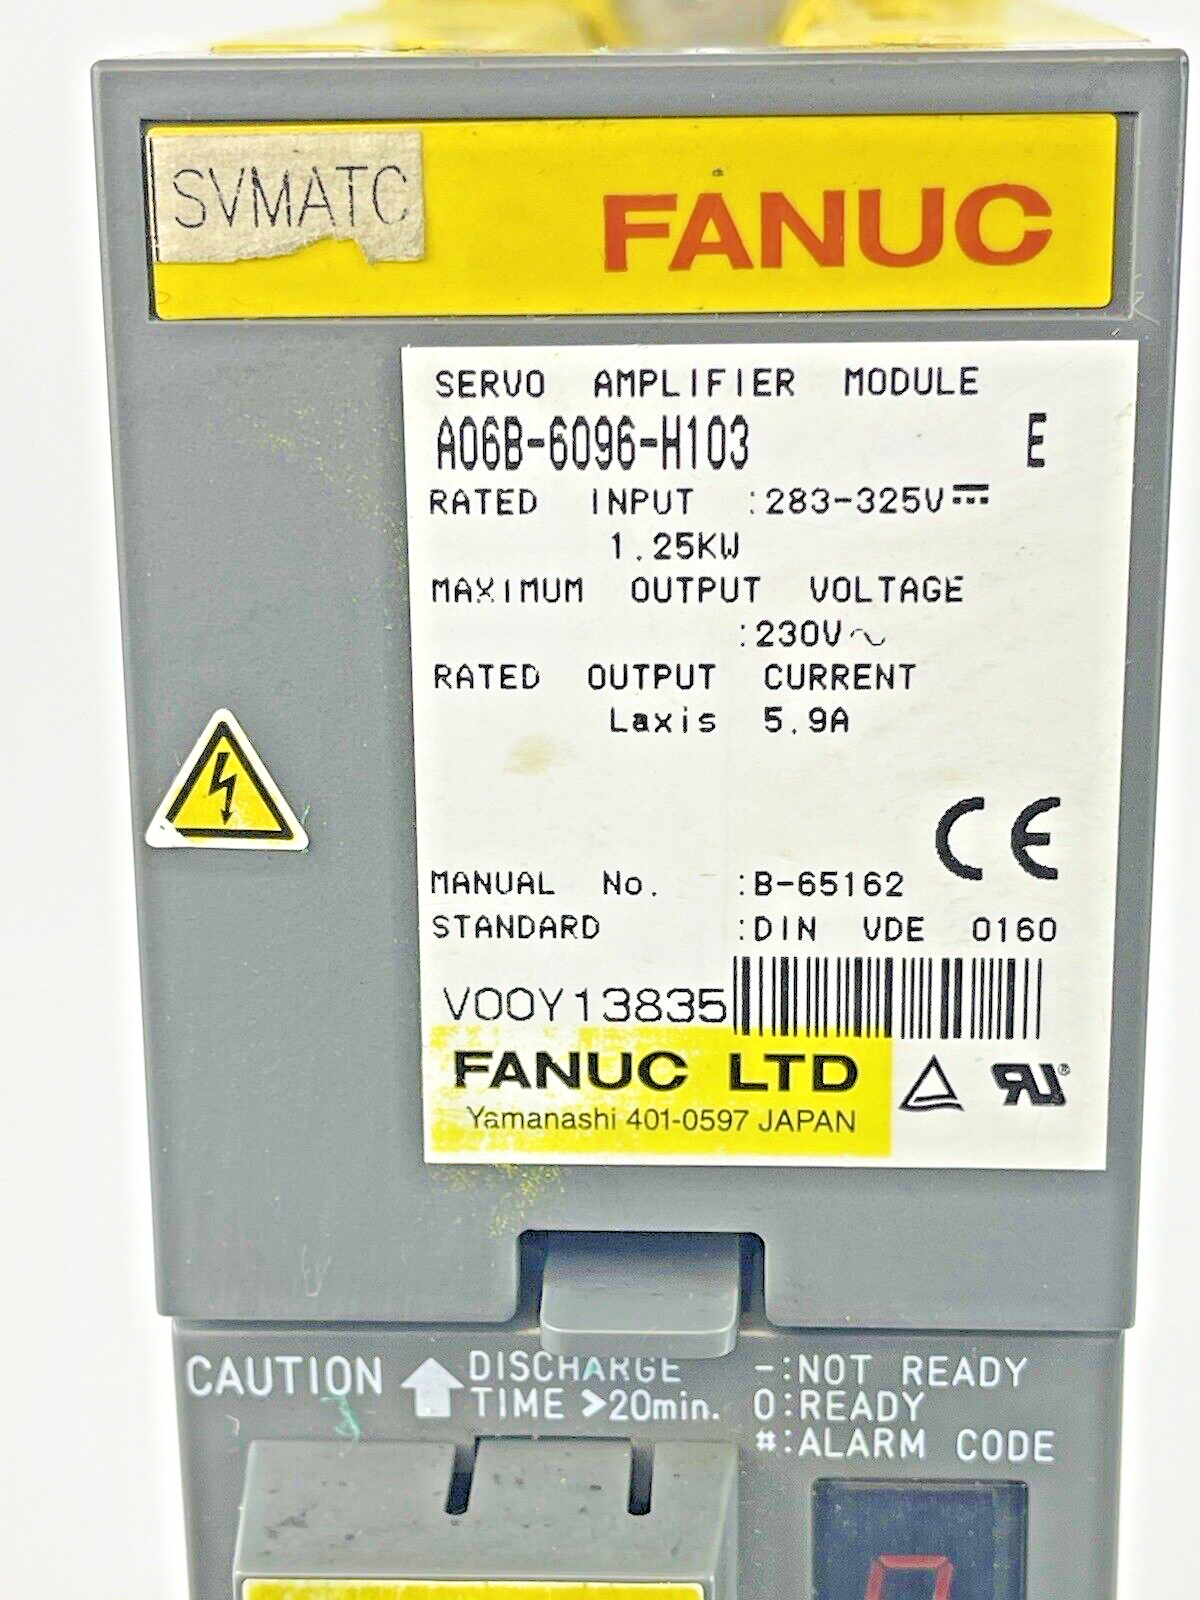 SVMATC
FANUC
SERVO AMPLIFIER MODULE
A06B-6096-H103 E
RATED INPUT :283-325V⎓
1.25KW
MAXIMUM OUTPUT VOLTAGE
:230V~
RATED OUTPUT CURRENT
Laxis 5.9A
CE
MANUAL No. :B-65162
STANDARD :DIN VDE 0160
V00Y13835
FANUC LTD
Yamanashi 401-0597 JAPAN
RU®
CAUTION
DISCHARGE
TIME >20min.
-:NOT READY
0:READY
#:ALARM CODE